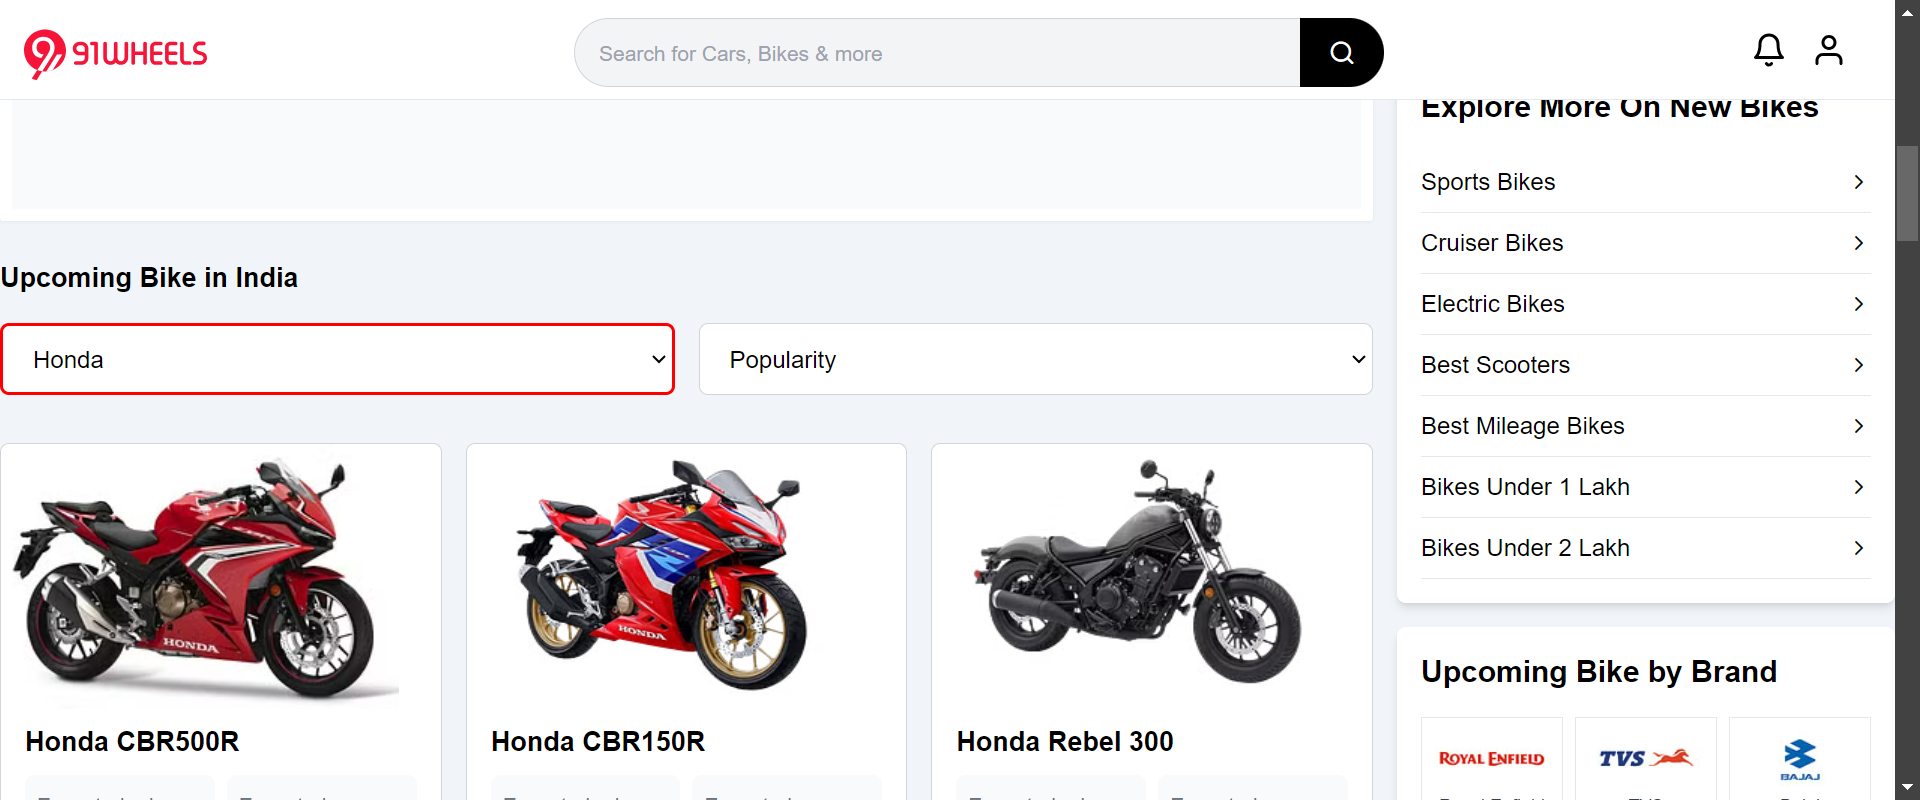 91WHEELS
Search for Cars, Bikes & more
Explore More On New Bikes
Sports Bikes
Cruiser Bikes
Electric Bikes
Best Scooters
Best Mileage Bikes
Bikes Under 1 Lakh
Bikes Under 2 Lakh
Upcoming Bike in India
Honda
Popularity
HONDA
HONDA
Honda CBR500R
Honda CBR150R
Honda Rebel 300
Upcoming Bike by Brand
ROYAL ENFIELD
TVS
BAJAJ